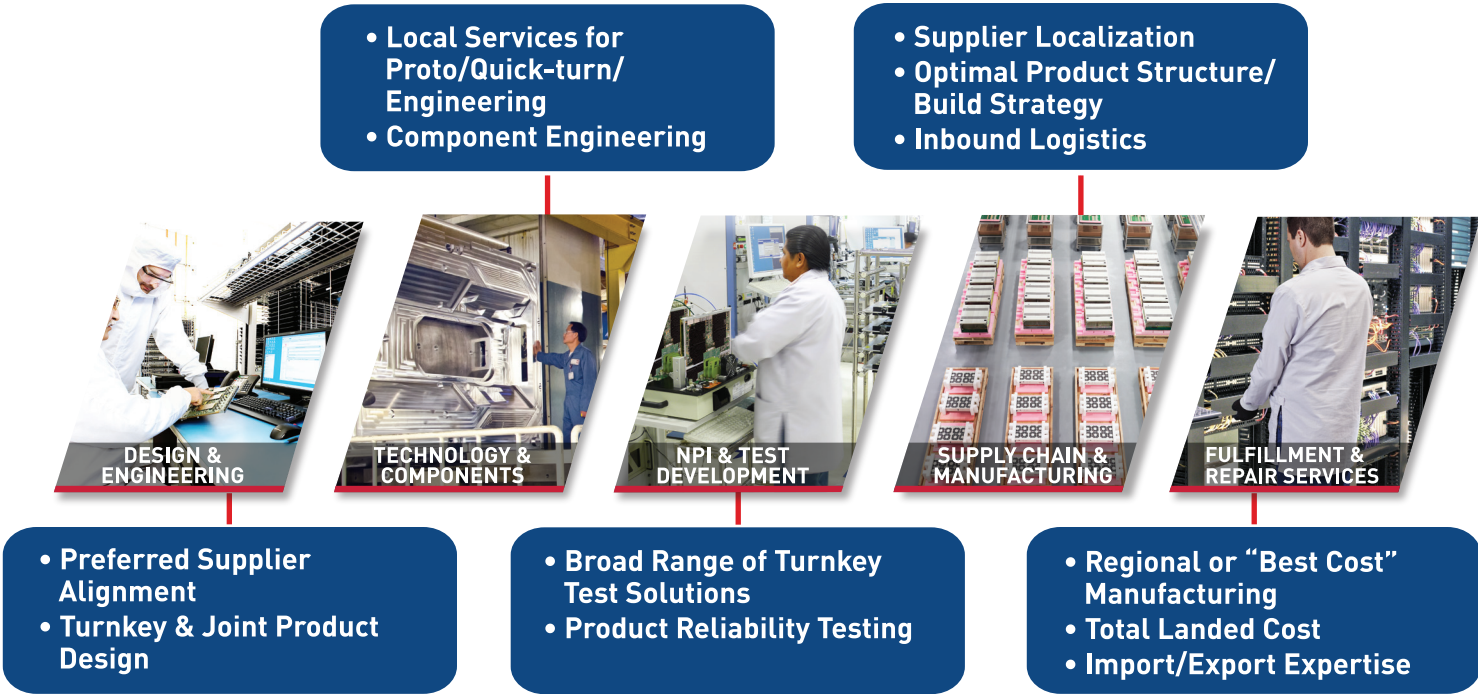 • Local Services for
Proto/Quick-turn/
Engineering
• Component Engineering
• Supplier Localization
• Optimal Product Structure/
Build Strategy
• Inbound Logistics
DESIGN &
ENGINEERING
TECHNOLOGY &
COMPONENTS
NPI & TEST
DEVELOPMENT
SUPPLY CHAIN &
MANUFACTURING
FULFILLMENT &
REPAIR SERVICES
• Preferred Supplier
Alignment
• Turnkey & Joint Product
Design
• Broad Range of Turnkey
Test Solutions
• Product Reliability Testing
• Regional or “Best Cost”
Manufacturing
• Total Landed Cost
• Import/Export Expertise